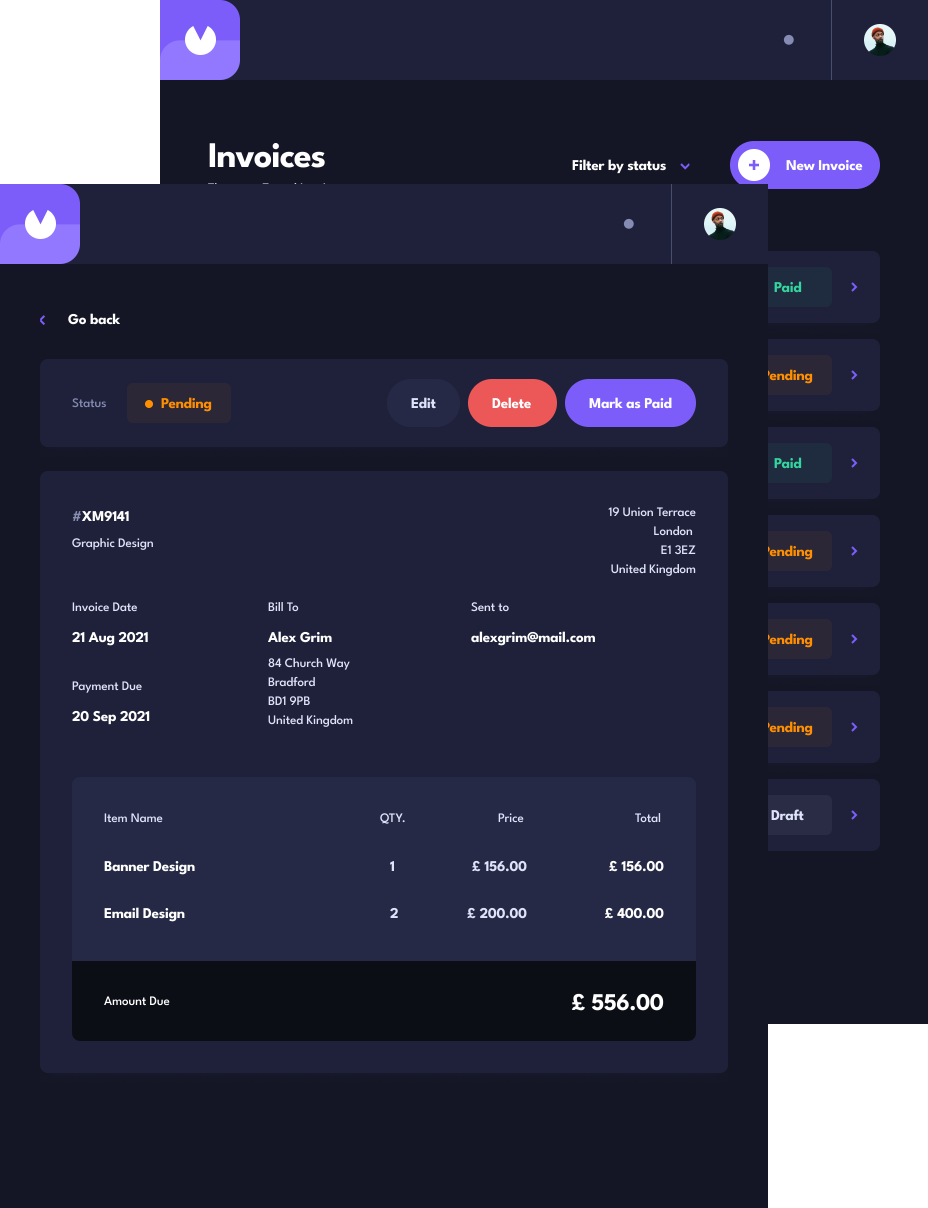 Invoices
Filter by status
New Invoice
Paid
Pending
Paid
Pending
Pending
Pending
Draft
Go back
Status
Pending
Edit
Delete
Mark as Paid
#XM9141
Graphic Design
19 Union Terrace
London
E1 3EZ
United Kingdom
Invoice Date
21 Aug 2021
Payment Due
20 Sep 2021
Bill To
Alex Grim
84 Church Way
Bradford
BD1 9PB
United Kingdom
Sent to
alexgrim@mail.com
Item Name QTY. Price Total
Banner Design 1 £ 156.00 £ 156.00
Email Design 2 £ 200.00 £ 400.00
Amount Due £ 556.00